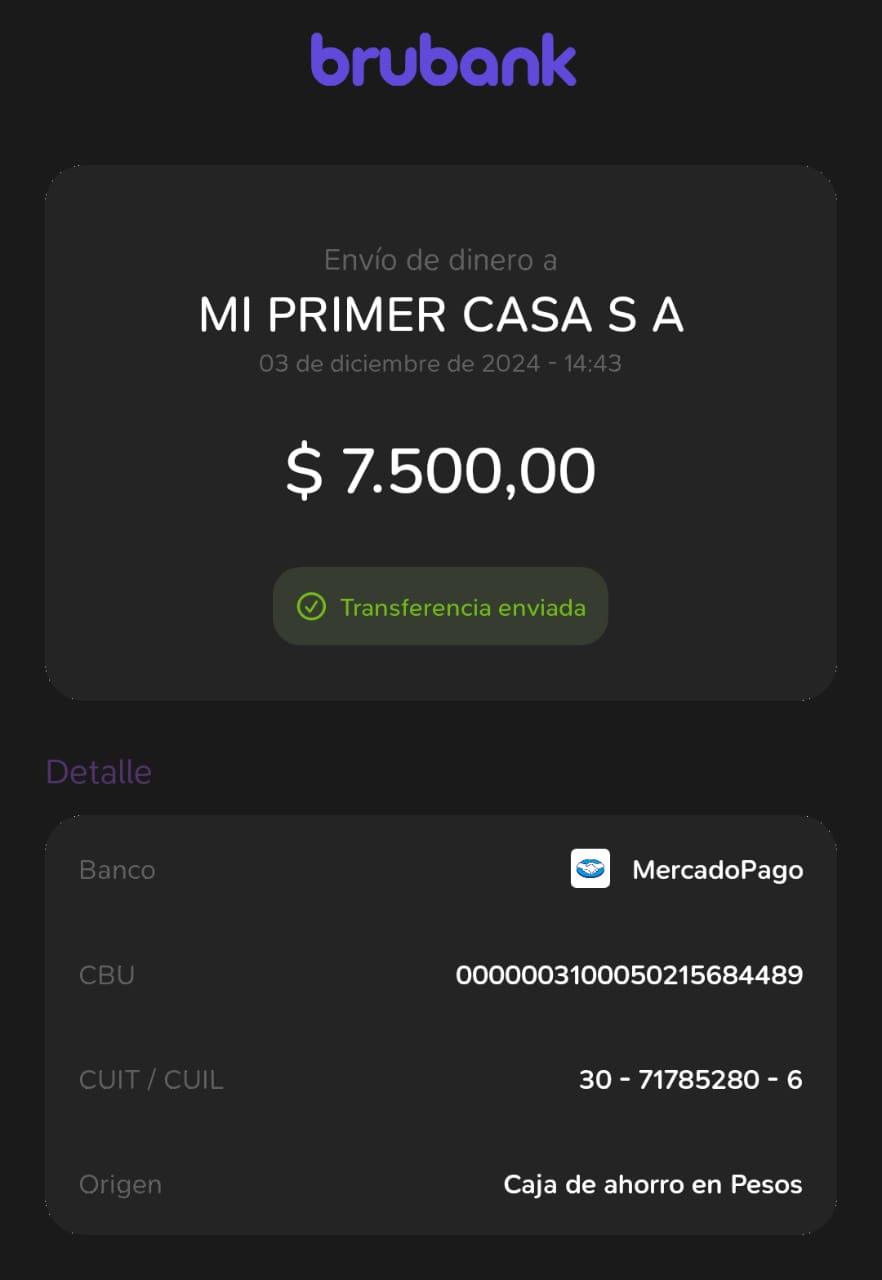 brubank
Envío de dinero a
MI PRIMER CASA S A
03 de diciembre de 2024 - 14:43
$ 7.500,00
Transferencia enviada
Detalle
Banco MercadoPago
CBU 0000003100050215684489
CUIT / CUIL 30 - 71785280 - 6
Origen Caja de ahorro en Pesos